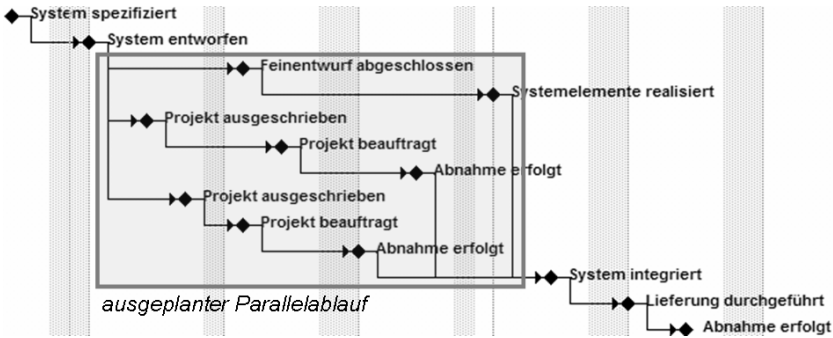 System spezifiziert
System entworfen
Feinentwurf abgeschlossen
Systemelemente realisiert
Projekt ausgeschrieben
Projekt beauftragt
Abnahme erfolgt
Projekt ausgeschrieben
Projekt beauftragt
Abnahme erfolgt
System integriert
Lieferung durchgeführt
ausgeplanter Parallelablauf
Abnahme erfolgt